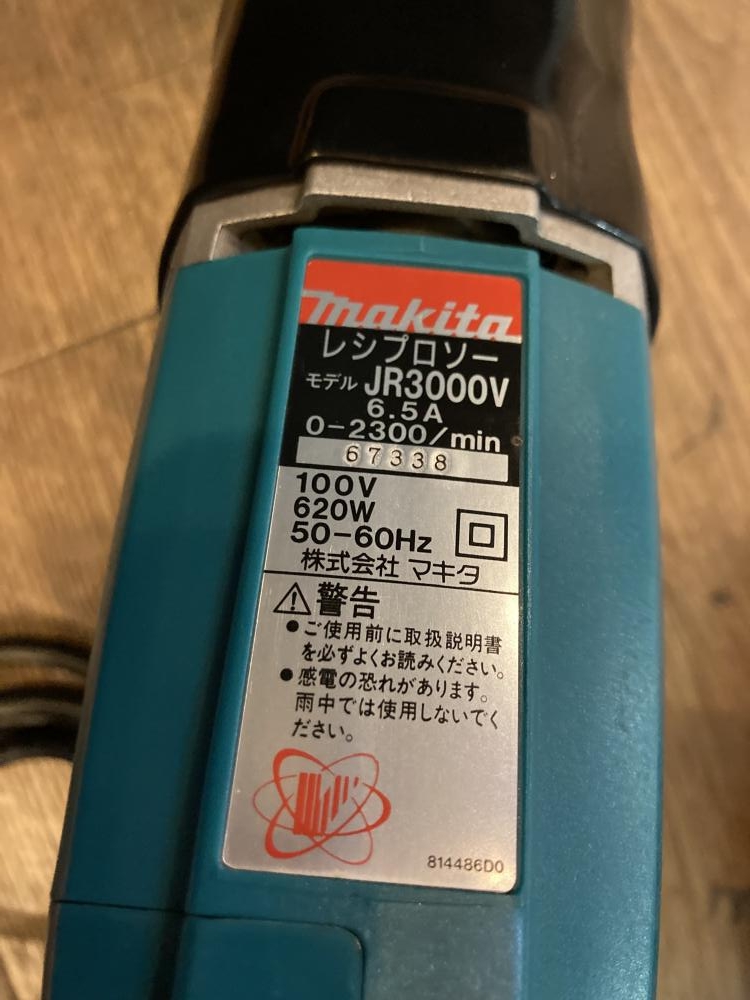 makita
レシプロソー
モデル JR3000V
6.5A
0-2300/min
67338
100V
620W
50-60Hz
株式会社 マキタ
⚠警告
●ご使用前に取扱説明書
を必ずよくお読みください。
●感電の恐れがあります。
雨中では使用しないでく
ださい。
814486D0